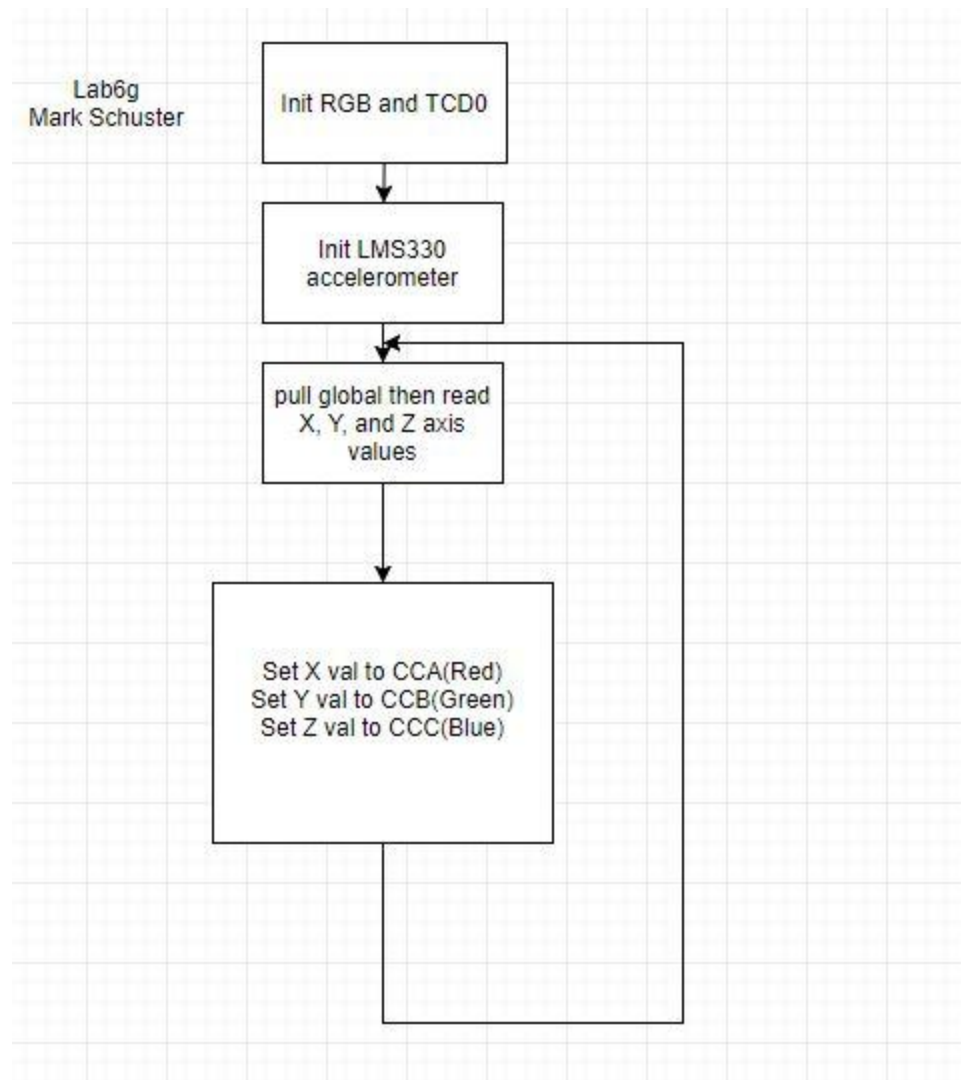 Lab6g
Mark Schuster
Init RGB and TCD0
Init LMS330
accelerometer
pull global then read
X, Y, and Z axis
values
Set X val to CCA(Red)
Set Y val to CCB(Green)
Set Z val to CCC(Blue)